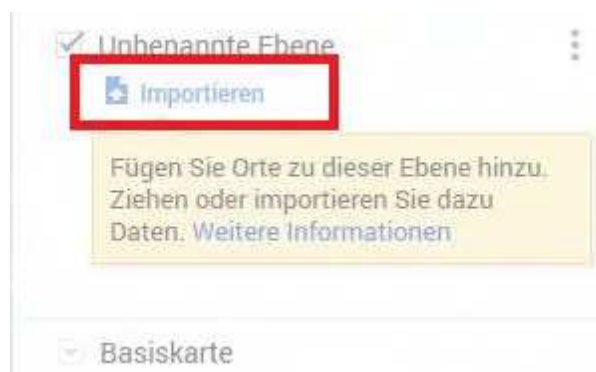 Unbenannte Ebene
Importieren
Fügen Sie Orte zu dieser Ebene hinzu.
Ziehen oder importieren Sie dazu
Daten. Weitere Informationen
Basiskarte